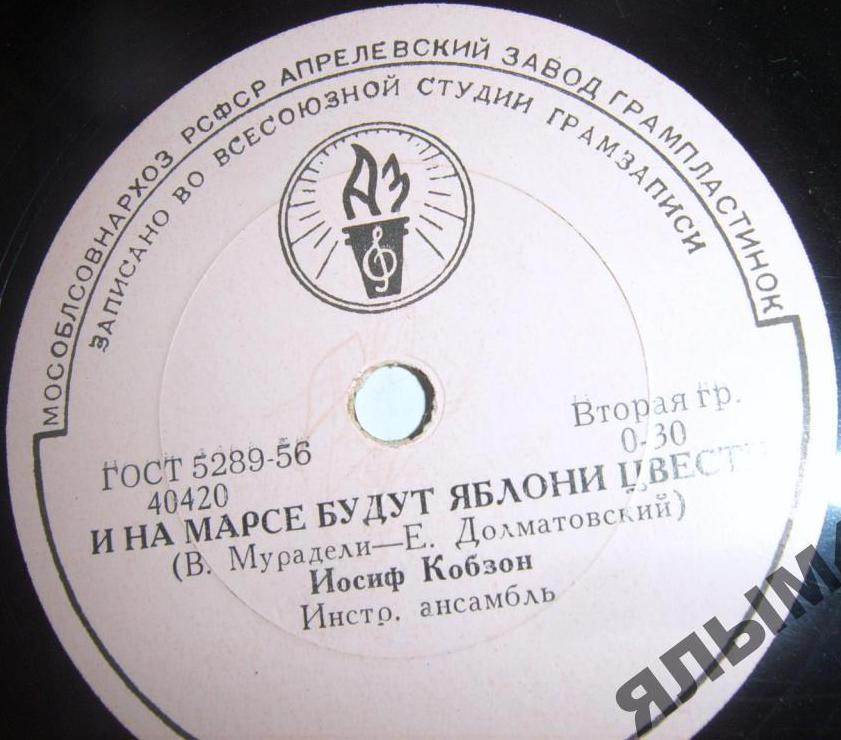 МОСОБЛСОВНАРХОЗ РСФСР АПРЕЛЕВСКИЙ ЗАВОД ГРАМПЛАСТИНОК
ЗАПИСАНО ВО ВСЕСОЮЗНОЙ СТУДИИ ГРАМЗАПИСИ
АЗ
ГОСТ 5289-56
Вторая гр.
40420
0-30
И НА МАРСЕ БУДУТ ЯБЛОНИ ЦВЕСТИ
(В. Мурадели—Е. Долматовский)
Иосиф Кобзон
Инстр. ансамбль